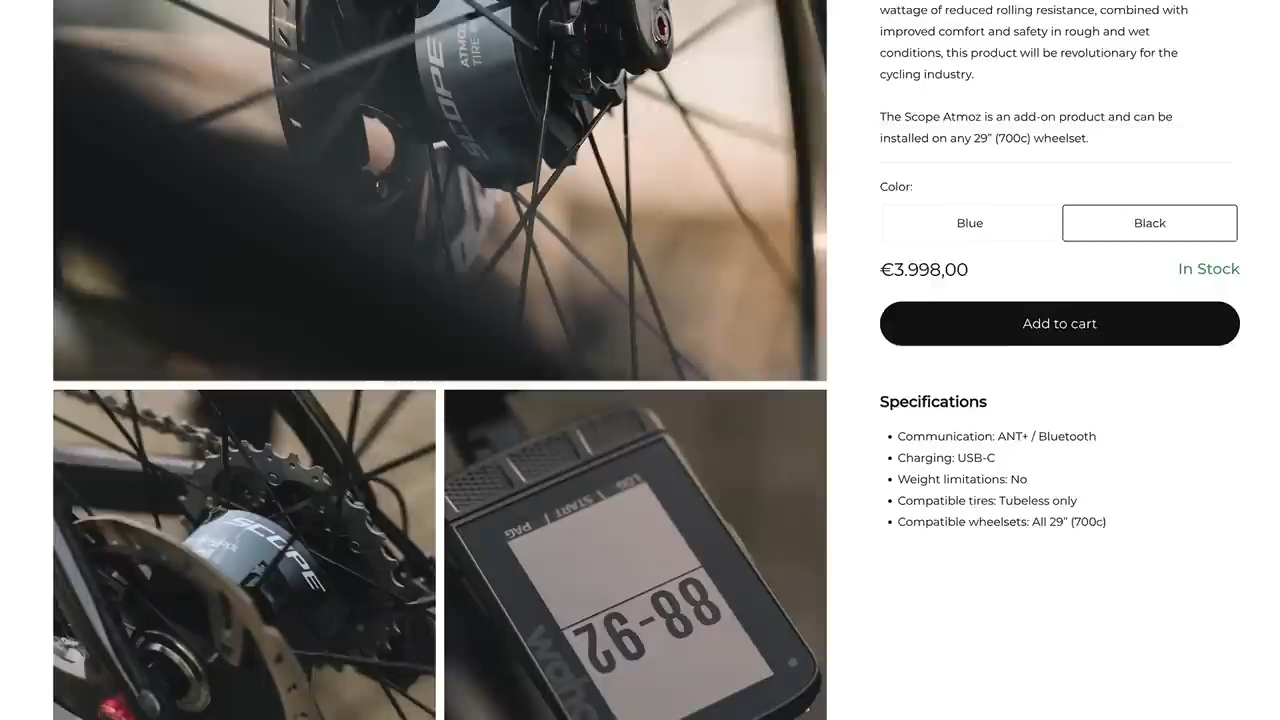 wattage of reduced rolling resistance, combined with
improved comfort and safety in rough and wet
conditions, this product will be revolutionary for the
cycling industry.
The Scope Atmoz is an add-on product and can be
installed on any 29” (700c) wheelset.
Color:
Blue
Black
€3.998,00
In Stock
Add to cart
Specifications
• Communication: ANT+ / Bluetooth
• Charging: USB-C
• Weight limitations: No
• Compatible tires: Tubeless only
• Compatible wheelsets: All 29” (700c)
SCOPE
SCOPE
PAG | START |
88-92